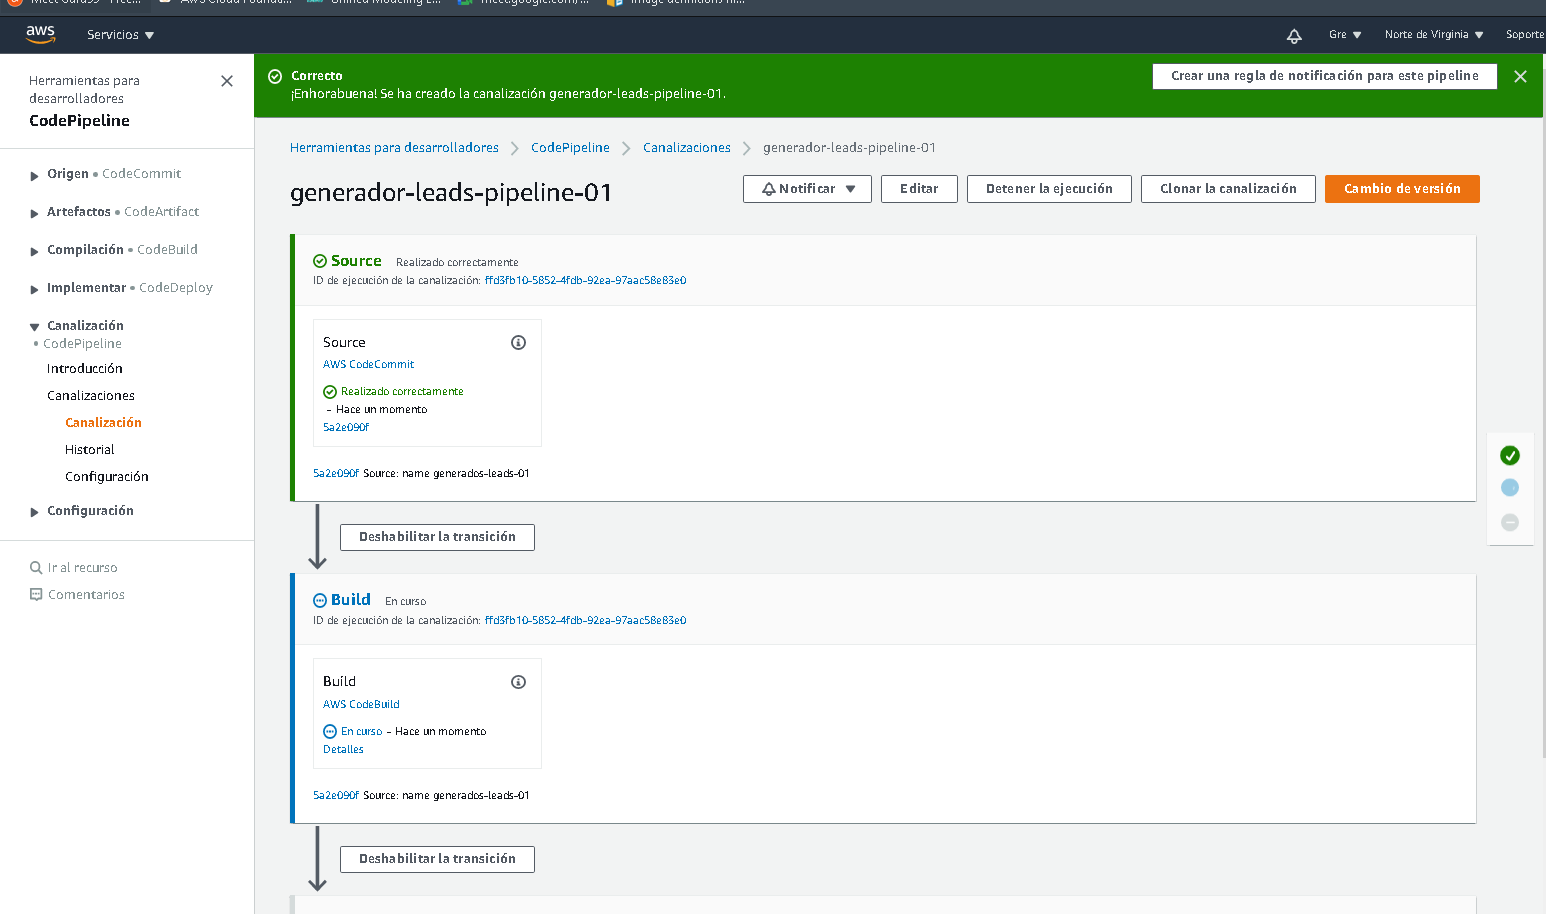 aws
Servicios
Gre
Norte de Virginia
Soporte
Herramientas para
desarrolladores
CodePipeline
Origen • CodeCommit
Artefactos • CodeArtifact
Compilación • CodeBuild
Implementar • CodeDeploy
Canalización
• CodePipeline
Introducción
Canalizaciones
Canalización
Historial
Configuración
Configuración
Ir al recurso
Comentarios
Correcto
¡Enhorabuena! Se ha creado la canalización generador-leads-pipeline-01.
Crear una regla de notificación para este pipeline
Herramientas para desarrolladores
CodePipeline
Canalizaciones
generador-leads-pipeline-01
generador-leads-pipeline-01
Notificar
Editar
Detener la ejecución
Clonar la canalización
Cambio de versión
Source Realizado correctamente
ID de ejecución de la canalización: ffd3fb10-5852-4fdb-92ea-97aac58e83e0
Source
AWS CodeCommit
Realizado correctamente
- Hace un momento
5a2e090f
5a2e090f Source: name generados-leads-01
Deshabilitar la transición
Build En curso
ID de ejecución de la canalización: ffd3fb10-5852-4fdb-92ea-97aac58e83e0
Build
AWS CodeBuild
En curso - Hace un momento
Detalles
5a2e090f Source: name generados-leads-01
Deshabilitar la transición